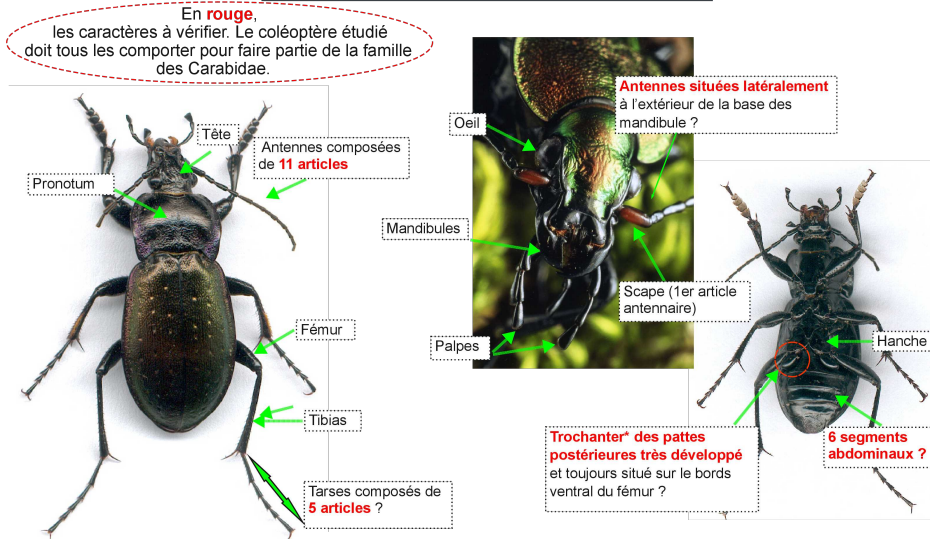 En rouge,
les caractères à vérifier. Le coléoptère étudié
doit tous les comporter pour faire partie de la famille
des Carabidae.
Tête
Antennes composées
de 11 articles
Pronotum
Fémur
Tibias
Tarses composés de
5 articles ?
Oeil
Antennes situées latéralement
à l'extérieur de la base des
mandibule ?
Mandibules
Scape (1er article
antennaire)
Palpes
Hanche
Trochanter* des pattes
postérieures très développé
et toujours situé sur le bords
ventral du fémur ?
6 segments
abdominaux ?